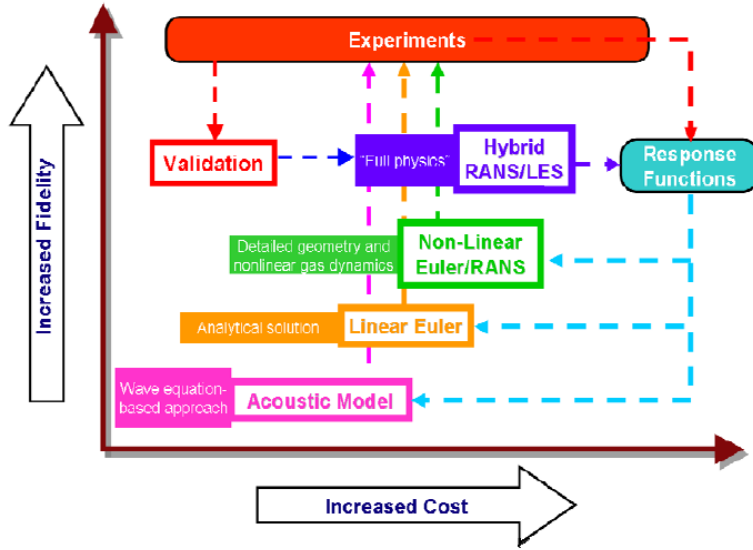 Experiments
Increased Fidelity
Validation
"Full physics"
Hybrid
RANS/LES
Response
Functions
Detailed geometry and
nonlinear gas dynamics
Non-Linear
Euler/RANS
Analytical solution
Linear Euler
Wave equation-
based approach
Acoustic Model
Increased Cost